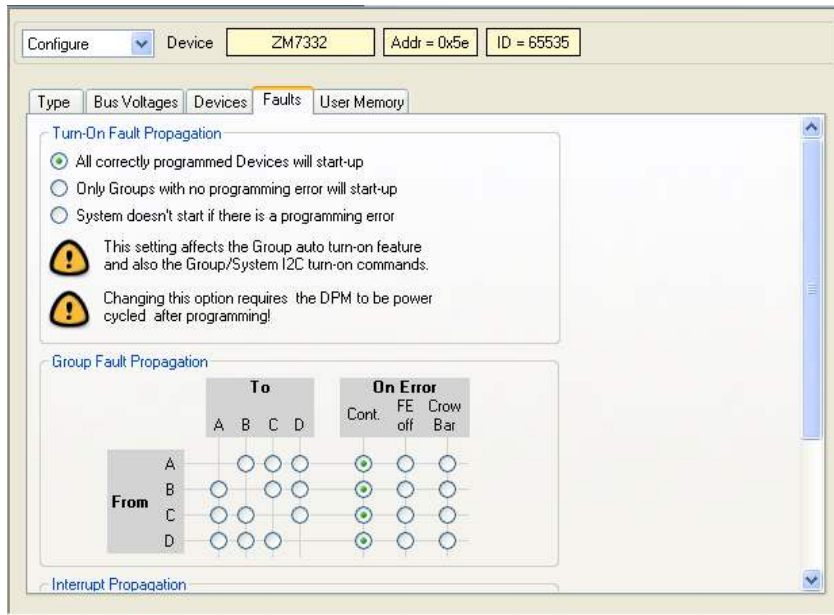 Configure Device ZM7332 Addr = 0x5e ID = 65535
Type Bus Voltages Devices Faults User Memory
Turn-On Fault Propagation
All correctly programmed Devices will start-up
Only Groups with no programming error will start-up
System doesn't start if there is a programming error
This setting affects the Group auto turn-on feature
and also the Group/System I2C turn-on commands.
Changing this option requires the DPM to be power
cycled after programming!
Group Fault Propagation
To On Error
A B C D Cont. FE off Crow Bar
From
A
B
C
D
Interrupt Propagation